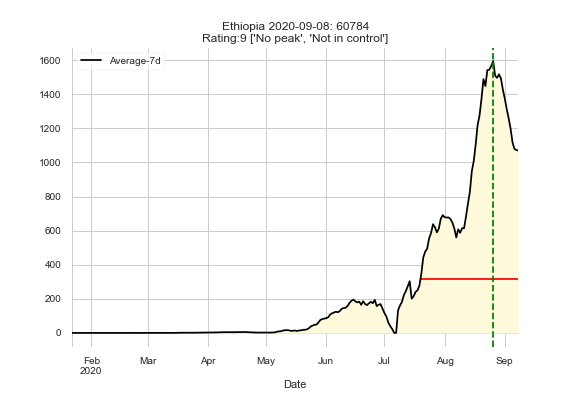 Ethiopia 2020-09-08: 60784
Rating:9 ['No peak', 'Not in control']
Average-7d
1600
1400
1200
1000
800
600
400
200
0
Feb Mar Apr May Jun Jul Aug Sep
2020
Date